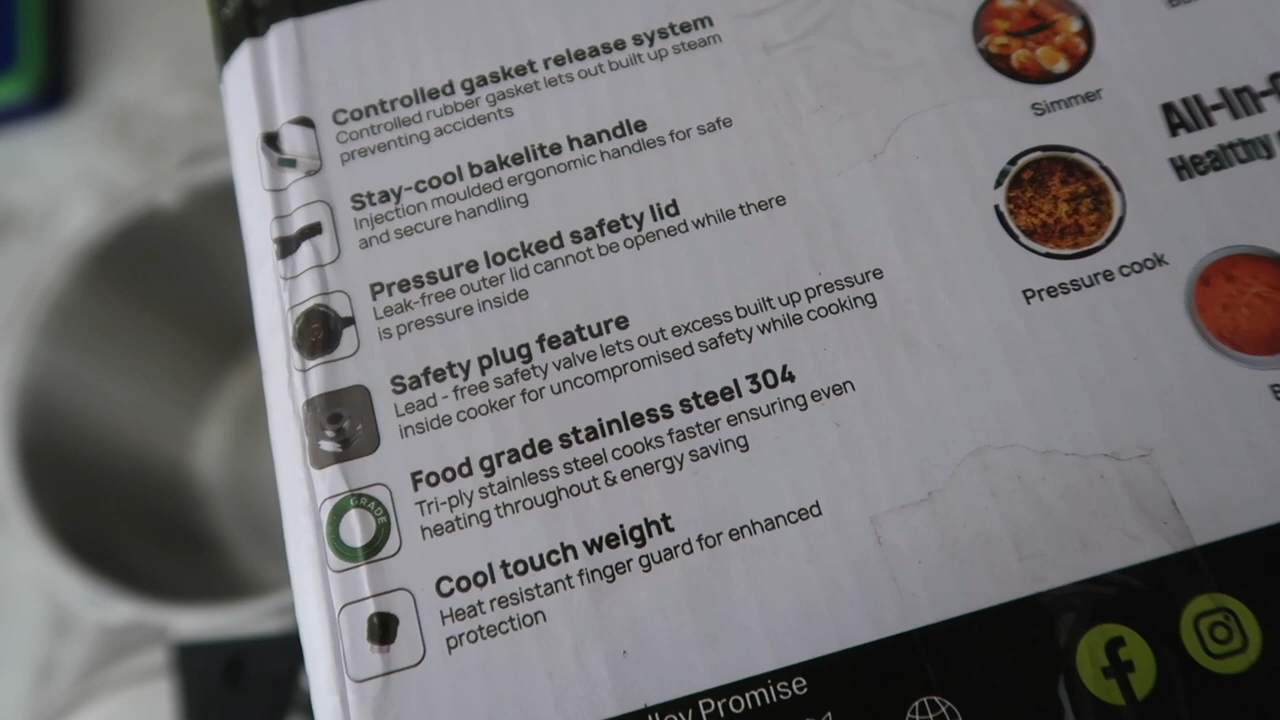 Controlled gasket release system
Controlled rubber gasket lets out built up steam
preventing accidents
Stay-cool bakelite handle
Injection moulded ergonomic handles for safe
and secure handling
Pressure locked safety lid
Leak-free outer lid cannot be opened while there
is pressure inside
Safety plug feature
Lead - free safety valve lets out excess built up pressure
inside cooker for uncompromised safety while cooking
Food grade stainless steel 304
Tri-ply stainless steel cooks faster ensuring even
heating throughout & energy saving
GRADE
Cool touch weight
Heat resistant finger guard for enhanced
protection
Simmer
Pressure cook
All-In-
Healthy
Promise